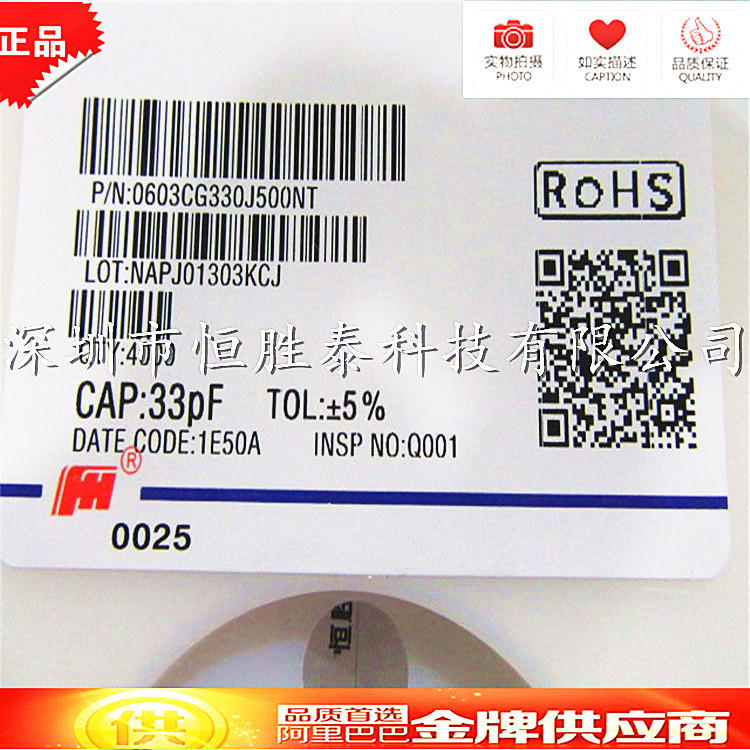 正品
实物拍摄
PHOTO
如实描述
CAPTION
品质保证
QUALITY
P/N:0603CG330J500NT
RoHS
LOT:NAPJ01303KCJ
深圳市恒胜泰科技有限公司
CAP:33pF TOL:±5%
DATE CODE:1E50A INSP NO:Q001
FH®
0025
恒胜
供
品质首选
阿里巴巴
金牌供应商